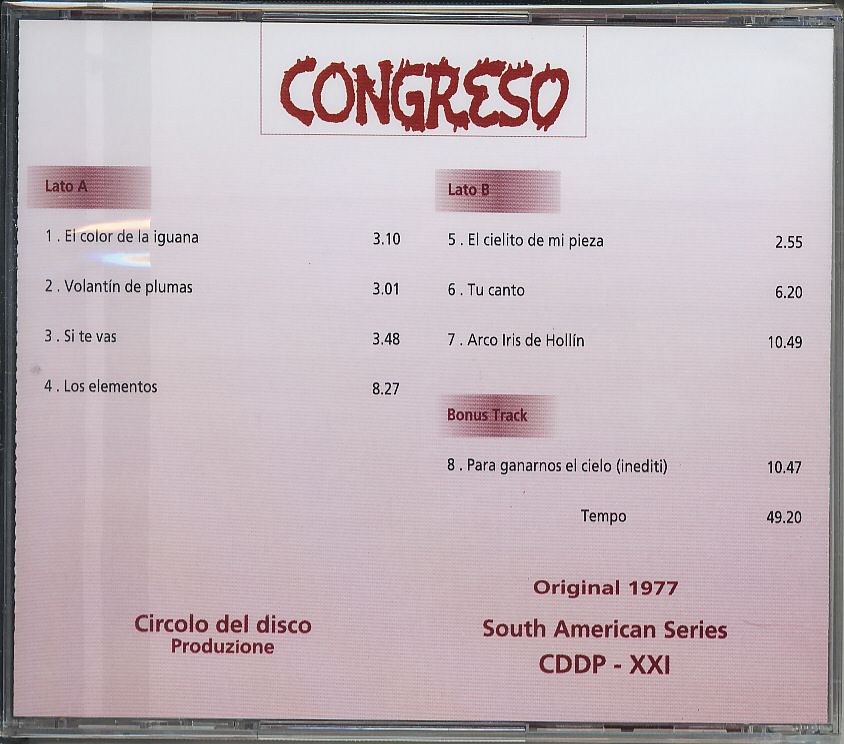 CONGRESO
Lato A
1 . El color de la iguana 3.10
2 . Volantín de plumas 3.01
3 . Si te vas 3.48
4 . Los elementos 8.27
Lato B
5 . El cielito de mi pieza 2.55
6 . Tu canto 6.20
7 . Arco Iris de Hollín 10.49
Bonus Track
8 . Para ganarnos el cielo (inediti) 10.47
Tempo 49.20
Circolo del disco
Produzione
Original 1977
South American Series
CDDP - XXI